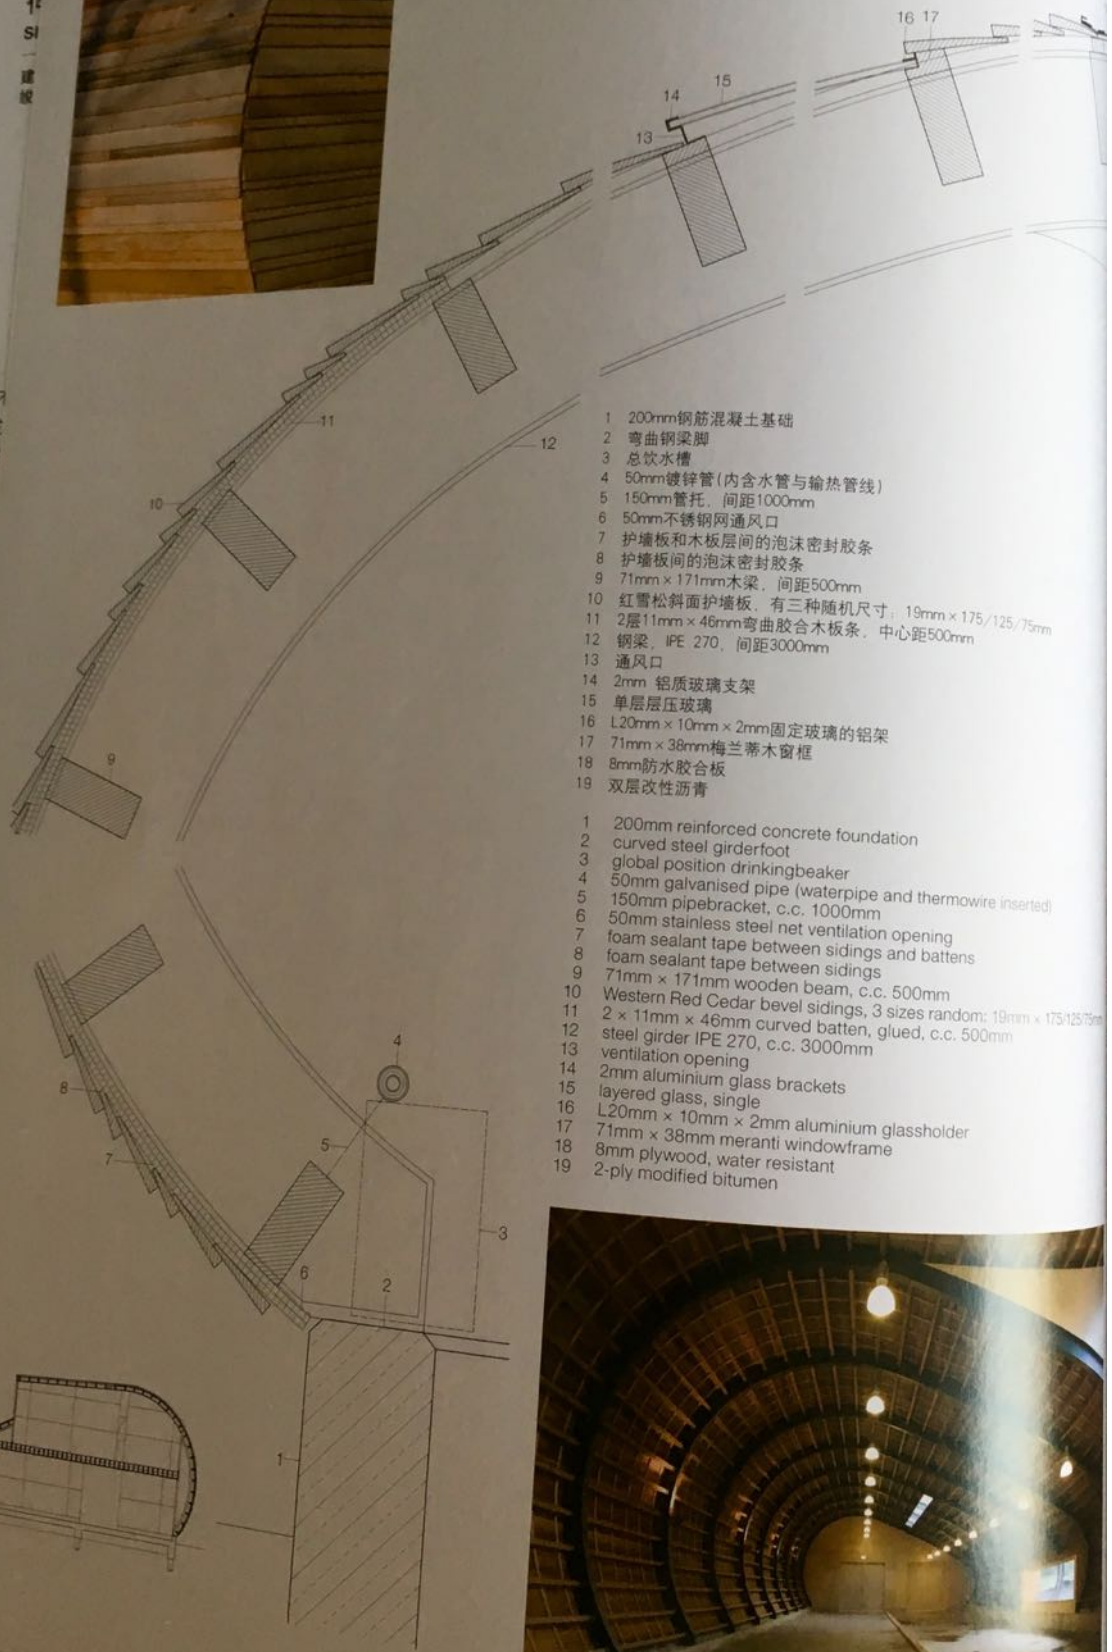 建
16 17
15
14
13
11
12
10
9
1 200mm钢筋混凝土基础
2 弯曲钢梁脚
3 总饮水槽
4 50mm镀锌管(内含水管与输热管线)
5 150mm管托，间距1000mm
6 50mm不锈钢网通风口
7 护墙板和木板层间的泡沫密封胶条
8 护墙板间的泡沫密封胶条
9 71mm×171mm木梁，间距500mm
10 红雪松斜面护墙板，有三种随机尺寸：19mm×175/125/75mm
11 2层11mm×46mm弯曲胶合木板条，中心距500mm
12 钢梁，IPE 270，间距3000mm
13 通风口
14 2mm 铝质玻璃支架
15 单层层压玻璃
16 L20mm×10mm×2mm固定玻璃的铝架
17 71mm×38mm梅兰蒂木窗框
18 8mm防水胶合板
19 双层改性沥青
1 200mm reinforced concrete foundation
2 curved steel girderfoot
3 global position drinkingbeaker
4 50mm galvanised pipe (waterpipe and thermowire inserted)
5 150mm pipebracket, c.c. 1000mm
6 50mm stainless steel net ventilation opening
7 foam sealant tape between sidings and battens
8 foam sealant tape between sidings
9 71mm × 171mm wooden beam, c.c. 500mm
10 Western Red Cedar bevel sidings, 3 sizes random: 19mm × 175/125/75mm
11 2 × 11mm × 46mm curved batten, glued, c.c. 500mm
12 steel girder IPE 270, c.c. 3000mm
13 ventilation opening
14 2mm aluminium glass brackets
15 layered glass, single
16 L20mm × 10mm × 2mm aluminium glassholder
17 71mm × 38mm meranti windowframe
18 8mm plywood, water resistant
19 2-ply modified bitumen
4
8
5
7
3
6
2
1